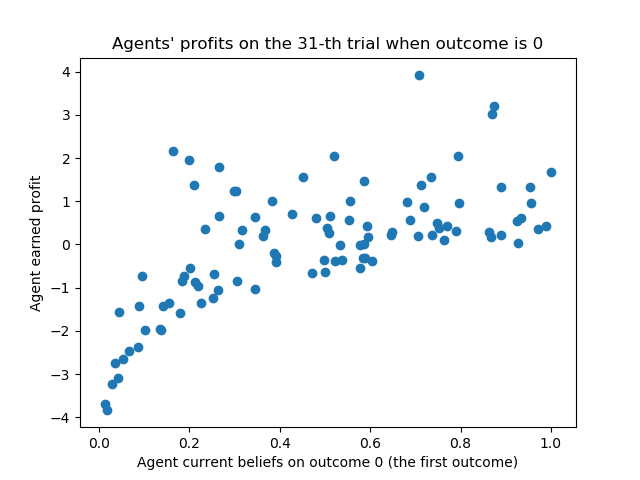 Agents' profits on the 31-th trial when outcome is 0
Agent earned profit
4
3
2
1
0
−1
−2
−3
−4
0.0 0.2 0.4 0.6 0.8 1.0
Agent current beliefs on outcome 0 (the first outcome)